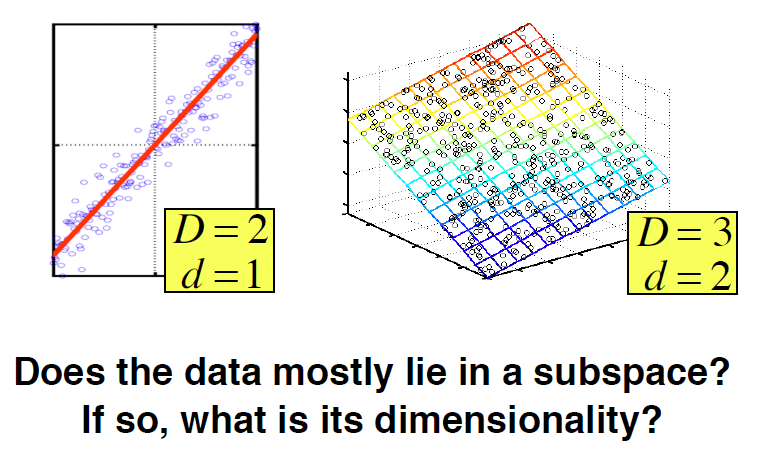 D = 2
d = 1
D = 3
d = 2
Does the data mostly lie in a subspace?
If so, what is its dimensionality?